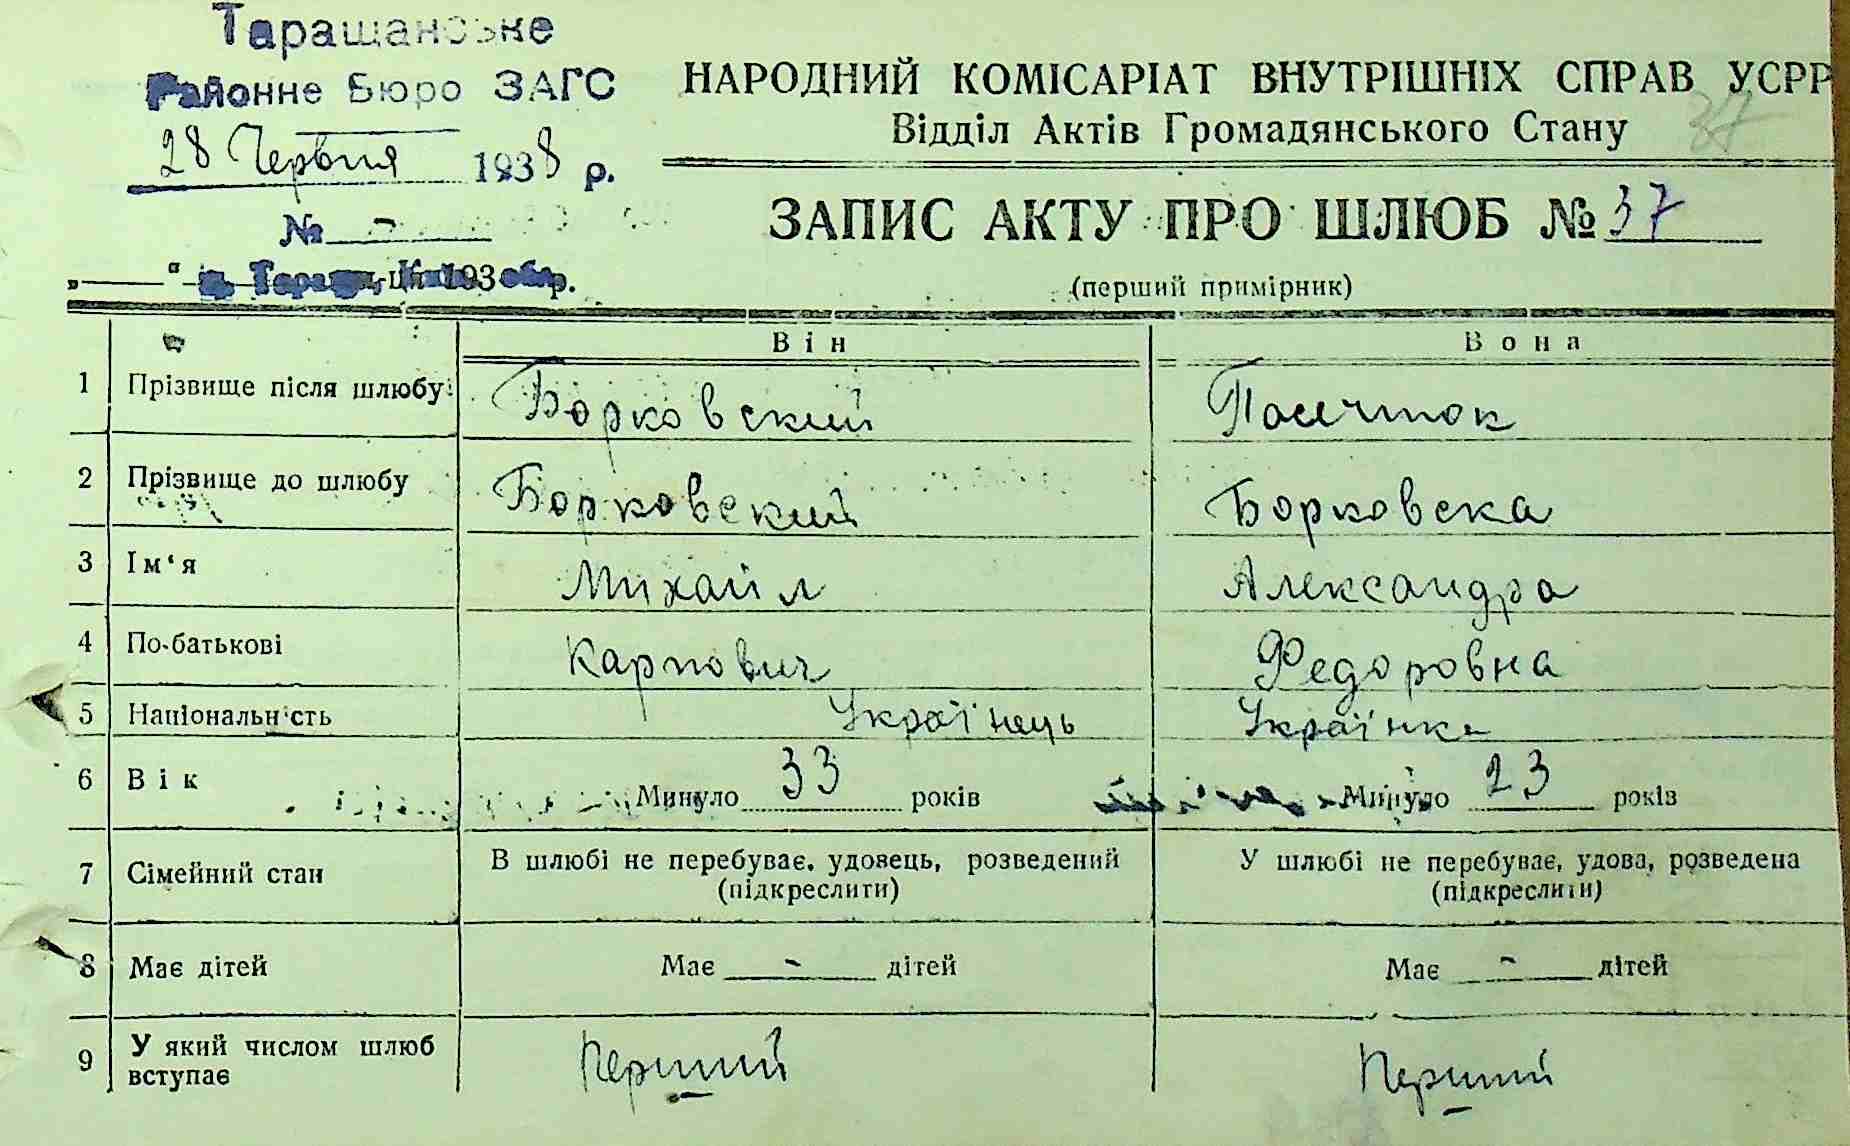 Таращанське
Районне Бюро ЗАГС
28 Червня 1938 р.
№ -
НАРОДНИЙ КОМІСАРІАТ ВНУТРІШНІХ СПРАВ УСРР
Відділ Актів Громадянського Стану
37
ЗАПИС АКТУ ПРО ШЛЮБ № 37
(перший примірник)
„ “ 193 р.
Він Вона
1 Прізвище після шлюбу Борковский
2 Прізвище до шлюбу Борковский Борковска
3 Ім‘я Михаил Александра
4 По-батькові Карпович Федоровна
5 Національність Українець Українка
6 Вік Минуло 33 років Минуло 23 років
7 Сімейний стан В шлюбі не перебуває, удовець, розведений У шлюбі не перебуває, удова, розведена
(підкреслити) (підкреслити)
8 Має дітей Має - дітей Має - дітей
9 У який числом шлюб
вступає Перший Перший